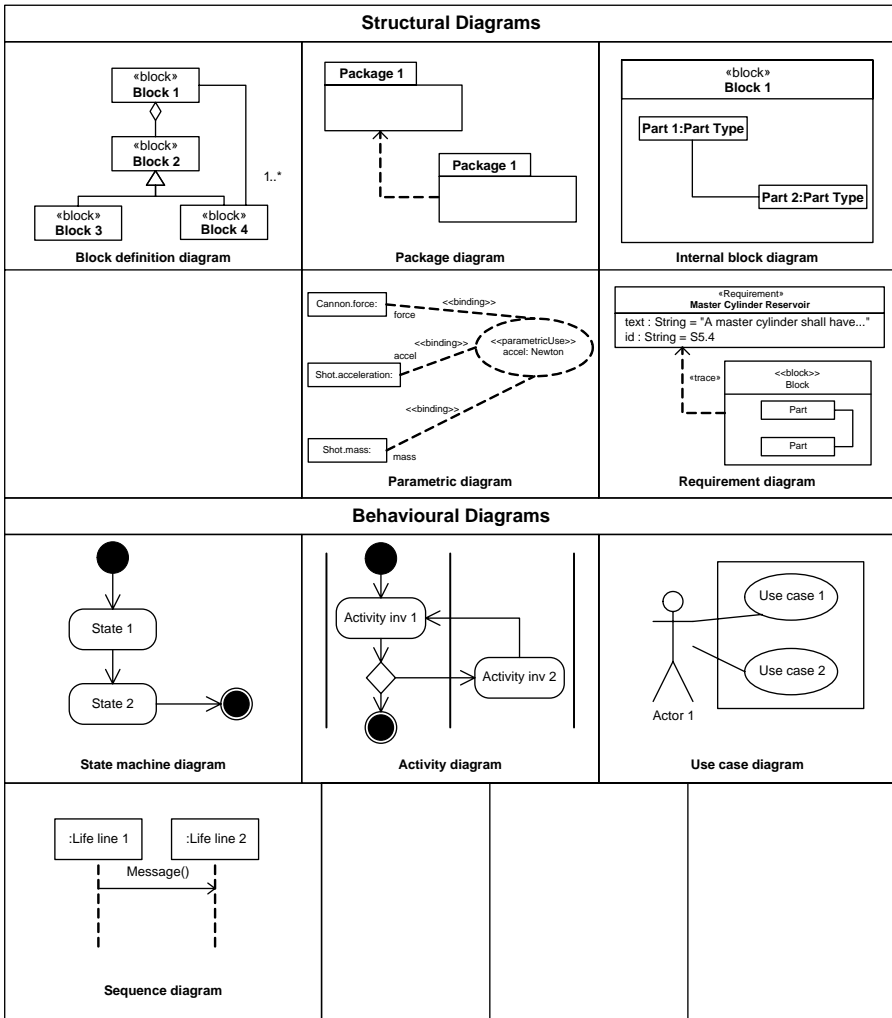 Structural Diagrams
«block»
Block 1
«block»
Block 2
1..*
«block»
Block 3
«block»
Block 4
Block definition diagram
Package 1
Package 1
Package diagram
«block»
Block 1
Part 1:Part Type
Part 2:Part Type
Internal block diagram
Cannon.force:
force
<<binding>>
<<binding>>
accel
<<parametricUse>>
accel: Newton
Shot.acceleration:
<<binding>>
Shot.mass:
mass
Parametric diagram
«Requirement»
Master Cylinder Reservoir
text : String = "A master cylinder shall have..."
id : String = S5.4
«trace»
<<block>>
Block
Part
Part
Requirement diagram
Behavioural Diagrams
State 1
State 2
State machine diagram
Activity inv 1
Activity inv 2
Activity diagram
Use case 1
Use case 2
Actor 1
Use case diagram
:Life line 1
:Life line 2
Message()
Sequence diagram